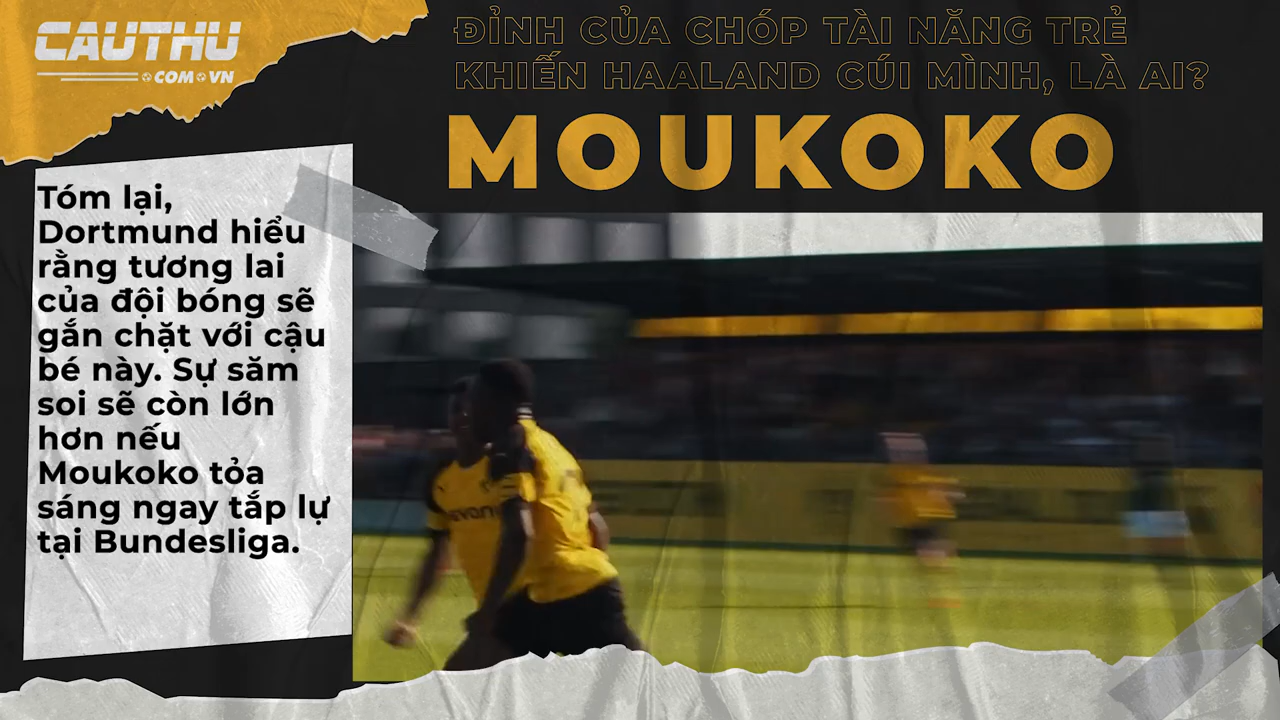 CAUTHU
COM VN
ĐỈNH CỦA CHÓP TÀI NĂNG TRẺ
KHIẾN HAALAND CÚI MÌNH, LÀ AI?
MOUKOKO
Tóm lại,
Dortmund hiểu
rằng tương lai
của đội bóng sẽ
gắn chặt với cậu
bé này. Sự săm
soi sẽ còn lớn
hơn nếu
Moukoko tỏa
sáng ngay tắp lự
tại Bundesliga.